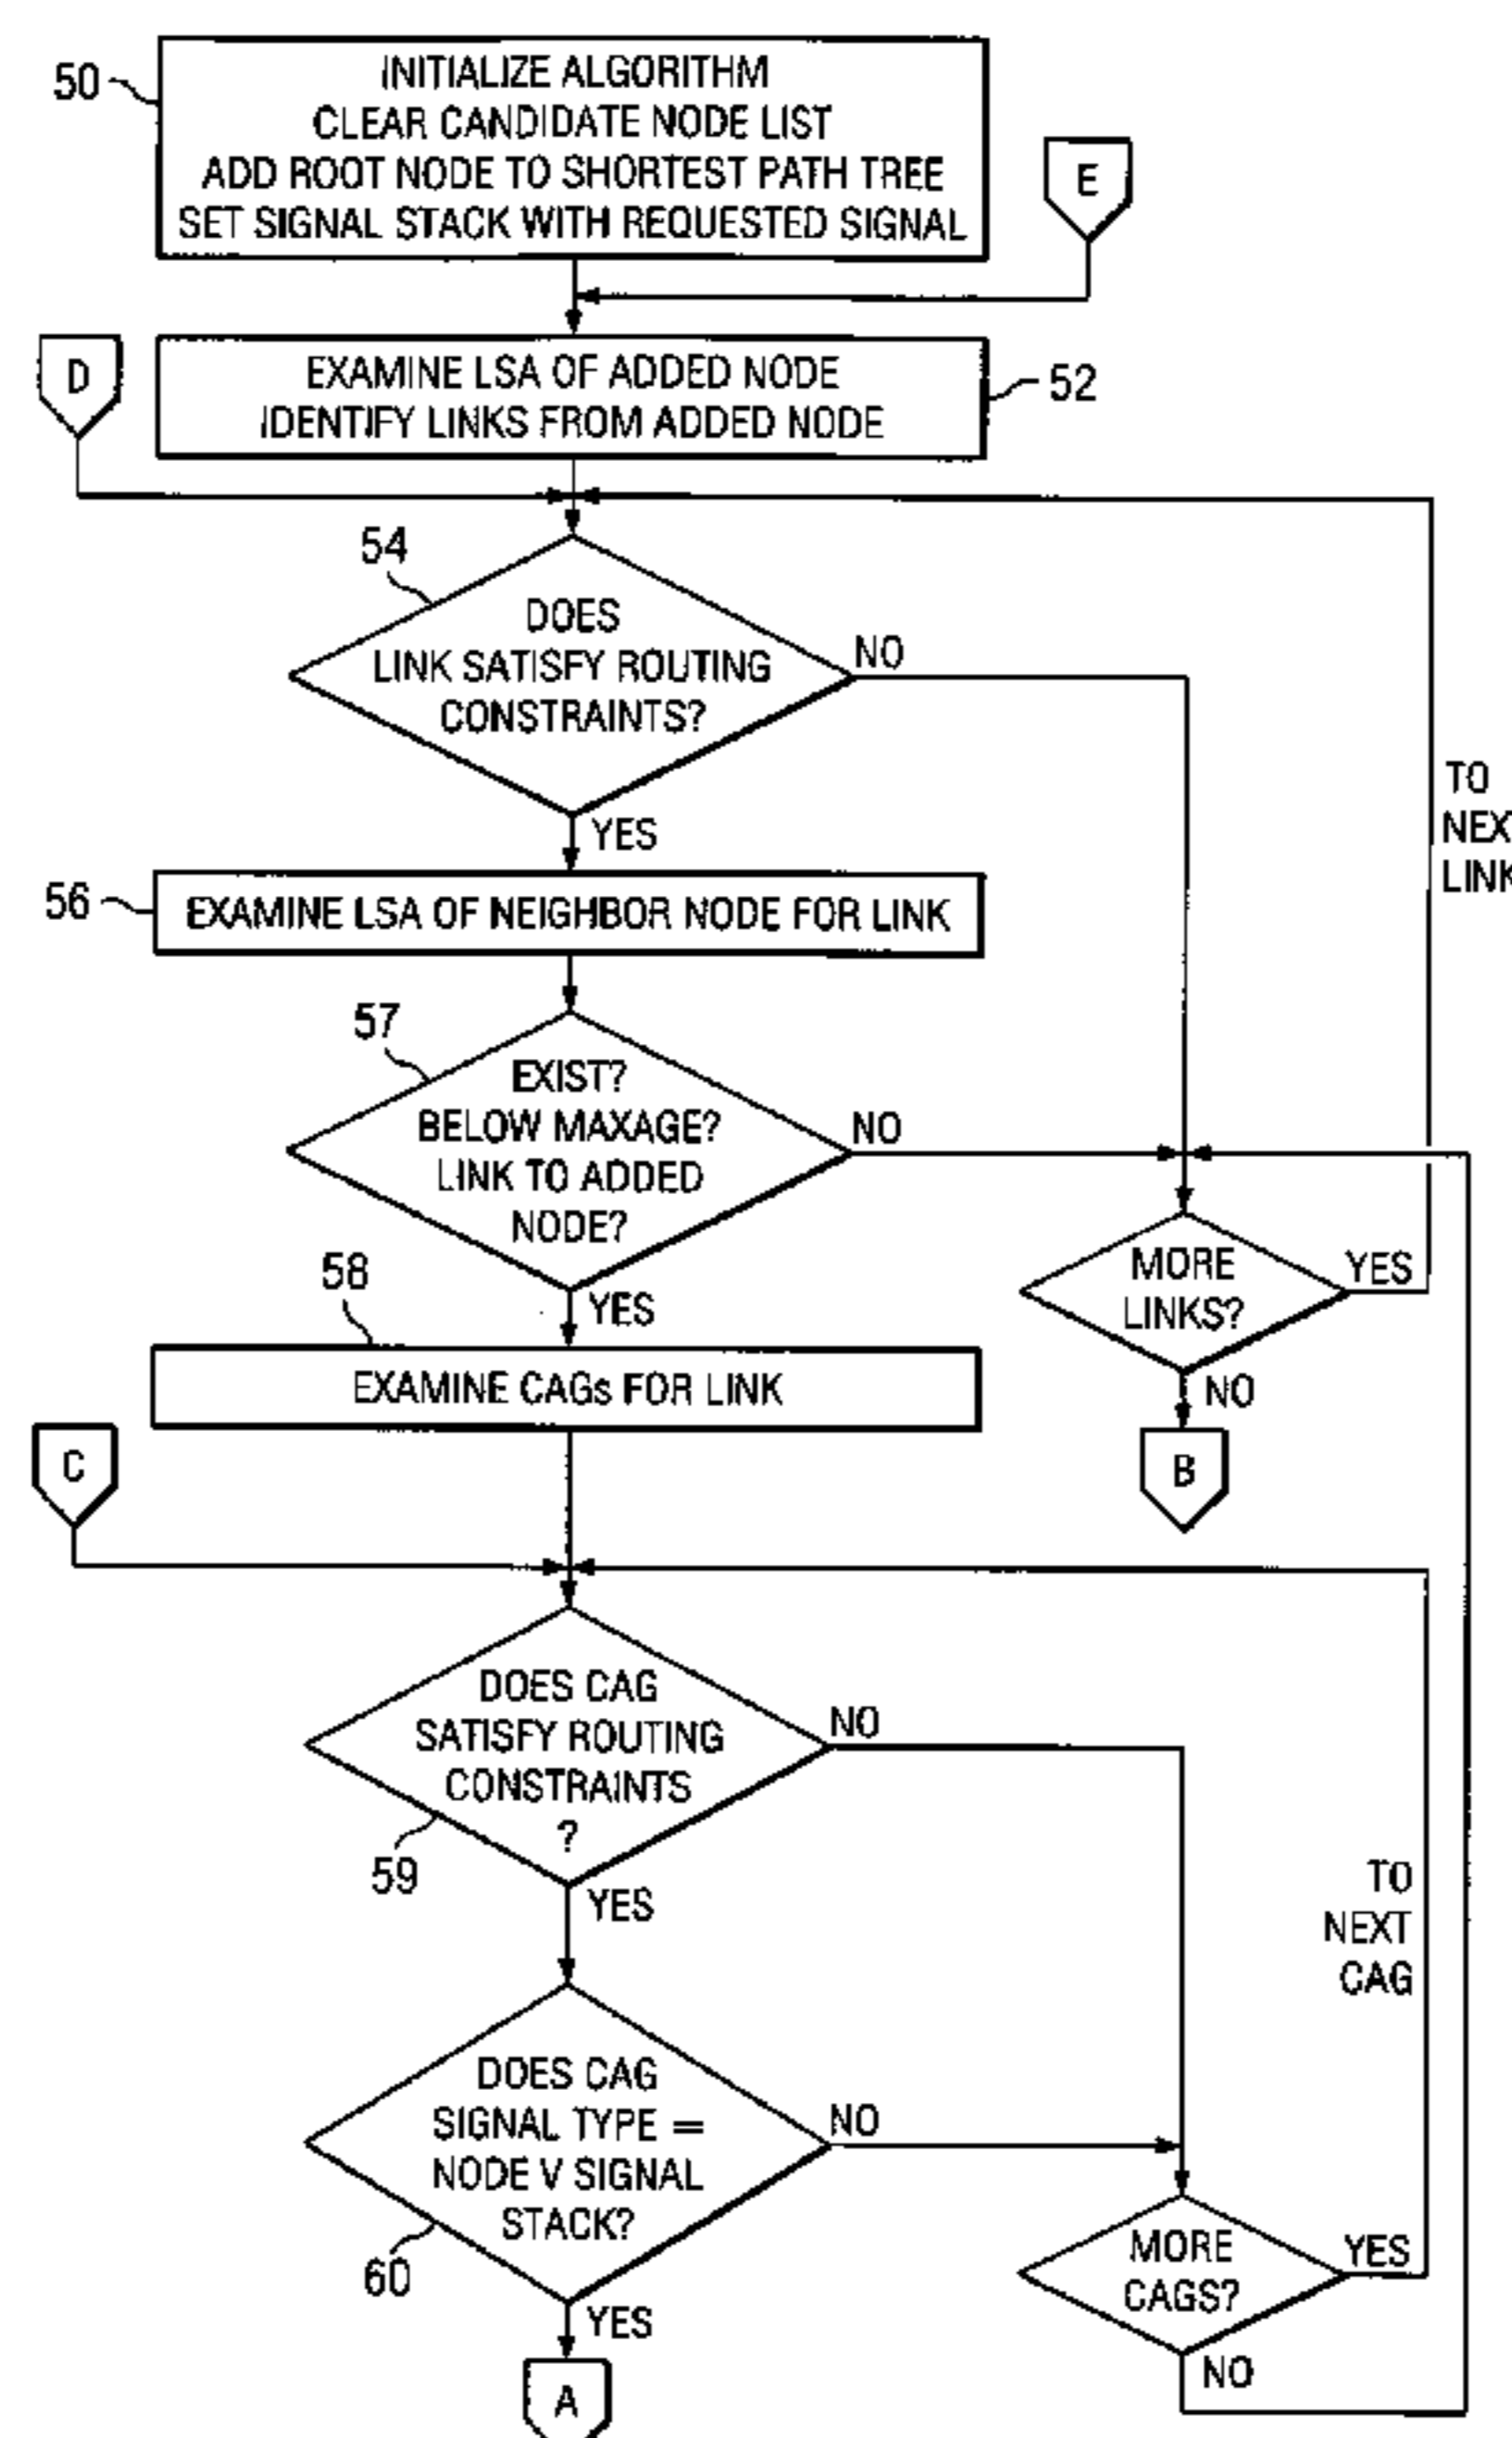 50
INITIALIZE ALGORITHM
CLEAR CANDIDATE NODE LIST
ADD ROOT NODE TO SHORTEST PATH TREE
SET SIGNAL STACK WITH REQUESTED SIGNAL
E
D
EXAMINE LSA OF ADDED NODE
IDENTIFY LINKS FROM ADDED NODE
52
54
DOES
LINK SATISFY ROUTING
CONSTRAINTS?
NO
YES
TO
NEX
LINK
56
EXAMINE LSA OF NEIGHBOR NODE FOR LINK
57
EXIST?
BELOW MAXAGE?
LINK TO ADDED
NODE?
NO
YES
MORE
LINKS?
YES
NO
B
58
EXAMINE CAGs FOR LINK
C
DOES CAG
SATISFY ROUTING
CONSTRAINTS
?
59
NO
YES
TO
NEXT
CAG
DOES CAG
SIGNAL TYPE =
NODE V SIGNAL
STACK?
60
NO
YES
MORE
CAGS?
YES
NO
A